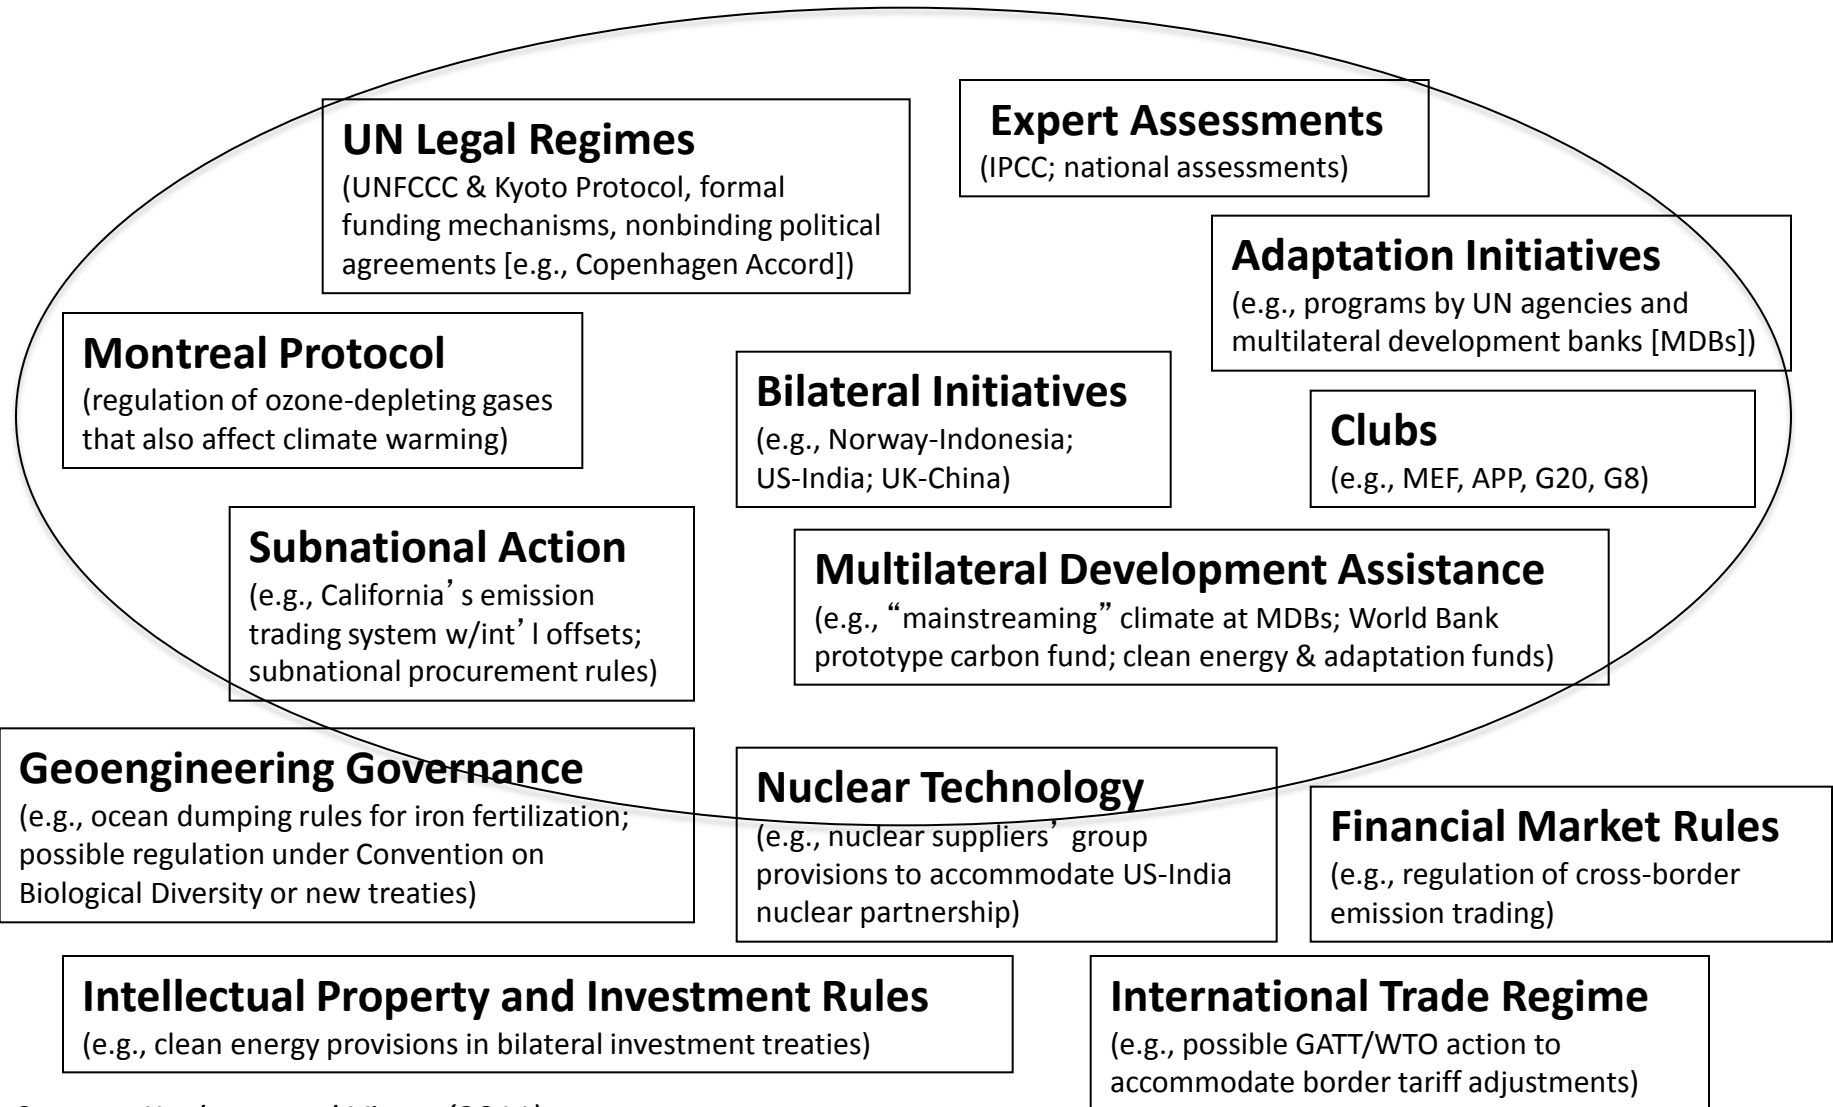 UN Legal Regimes
(UNFCCC & Kyoto Protocol, formal
funding mechanisms, nonbinding political
agreements [e.g., Copenhagen Accord])
Expert Assessments
(IPCC; national assessments)
Adaptation Initiatives
(e.g., programs by UN agencies and
multilateral development banks [MDBs])
Montreal Protocol
(regulation of ozone-depleting gases
that also affect climate warming)
Bilateral Initiatives
(e.g., Norway-Indonesia;
US-India; UK-China)
Clubs
(e.g., MEF, APP, G20, G8)
Subnational Action
(e.g., California’s emission
trading system w/int’l offsets;
subnational procurement rules)
Multilateral Development Assistance
(e.g., “mainstreaming” climate at MDBs; World Bank
prototype carbon fund; clean energy & adaptation funds)
Geoengineering Governance
(e.g., ocean dumping rules for iron fertilization;
possible regulation under Convention on
Biological Diversity or new treaties)
Nuclear Technology
(e.g., nuclear suppliers’ group
provisions to accommodate US-India
nuclear partnership)
Financial Market Rules
(e.g., regulation of cross-border
emission trading)
Intellectual Property and Investment Rules
(e.g., clean energy provisions in bilateral investment treaties)
International Trade Regime
(e.g., possible GATT/WTO action to
accommodate border tariff adjustments)